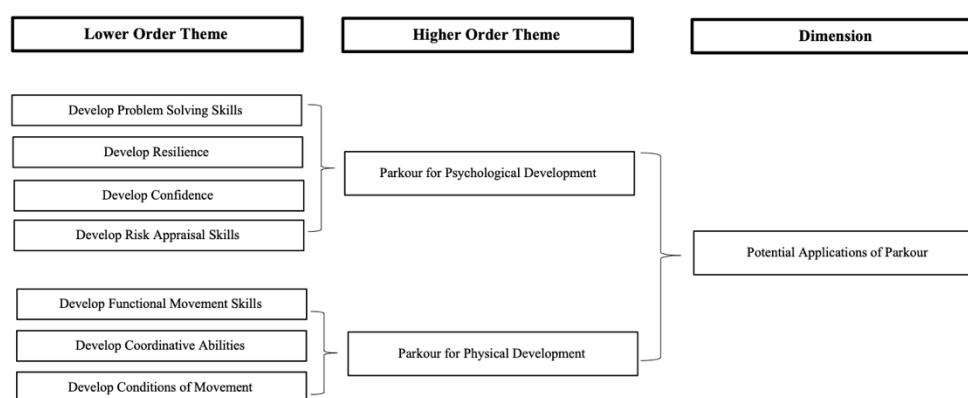 Lower Order Theme
Higher Order Theme
Dimension
Develop Problem Solving Skills
Develop Resilience
Develop Confidence
Develop Risk Appraisal Skills
Parkour for Psychological Development
Potential Applications of Parkour
Develop Functional Movement Skills
Develop Coordinative Abilities
Develop Conditions of Movement
Parkour for Physical Development